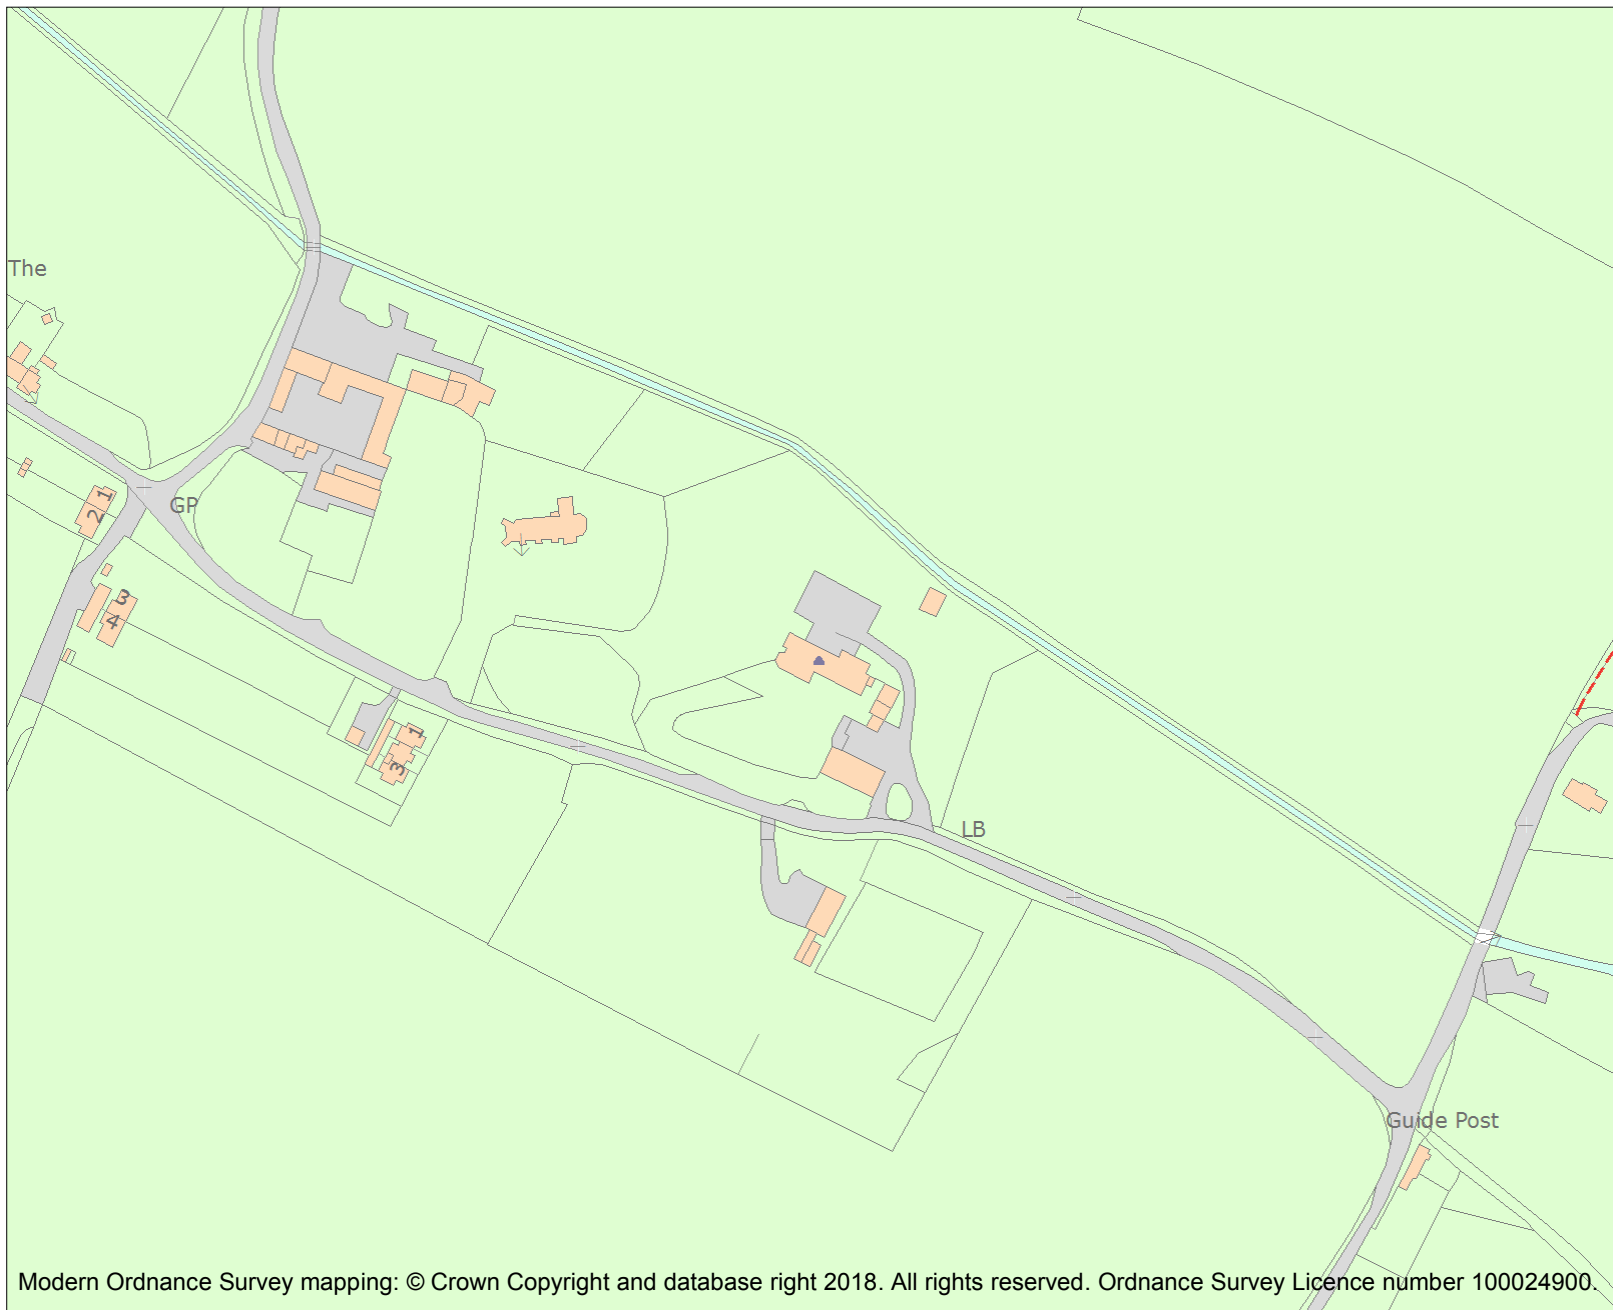 The
1
2
GP
3
4
1
3
LB
Guide Post
Modern Ordnance Survey mapping: © Crown Copyright and database right 2018. All rights reserved. Ordnance Survey Licence number 100024900.